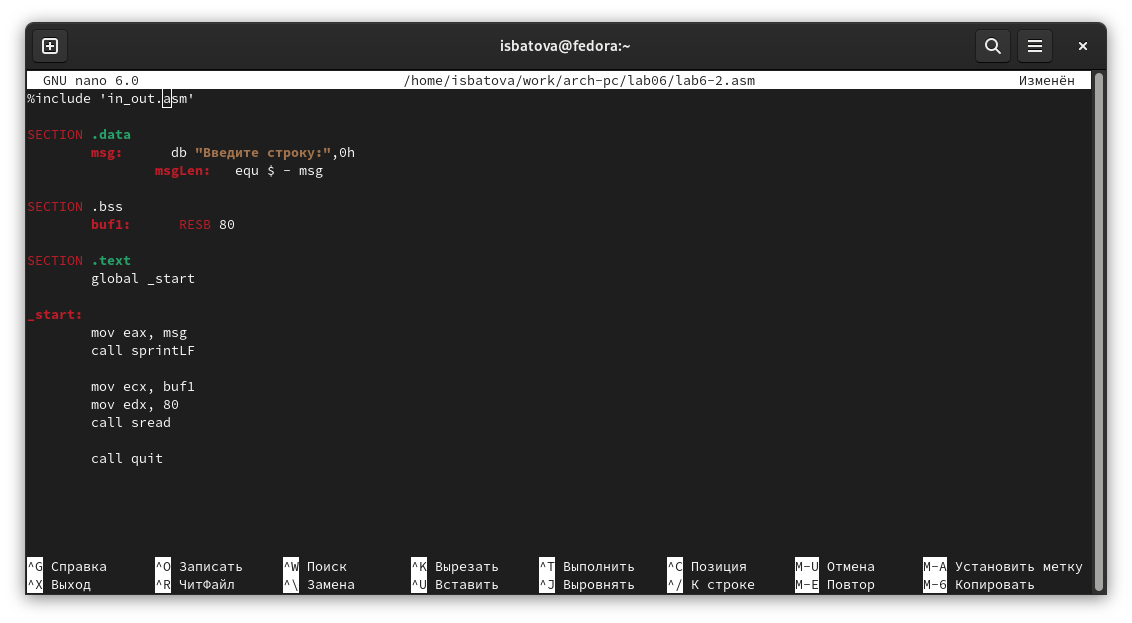 isbatova@fedora:~
GNU nano 6.0 /home/isbatova/work/arch-pc/lab06/lab6-2.asm Изменён
%include 'in_out.asm'
SECTION .data
msg: db "Введите строку:",0h
msgLen: equ $ - msg
SECTION .bss
buf1: RESB 80
SECTION .text
global _start
_start:
mov eax, msg
call sprintLF
mov ecx, buf1
mov edx, 80
call sread
call quit
^G Справка ^O Записать ^W Поиск ^K Вырезать ^T Выполнить ^C Позиция M-U Отмена M-A Установить метку
^X Выход ^R ЧитФайл ^\ Замена ^U Вставить ^J Выровнять ^/ К строке M-E Повтор M-6 Копировать